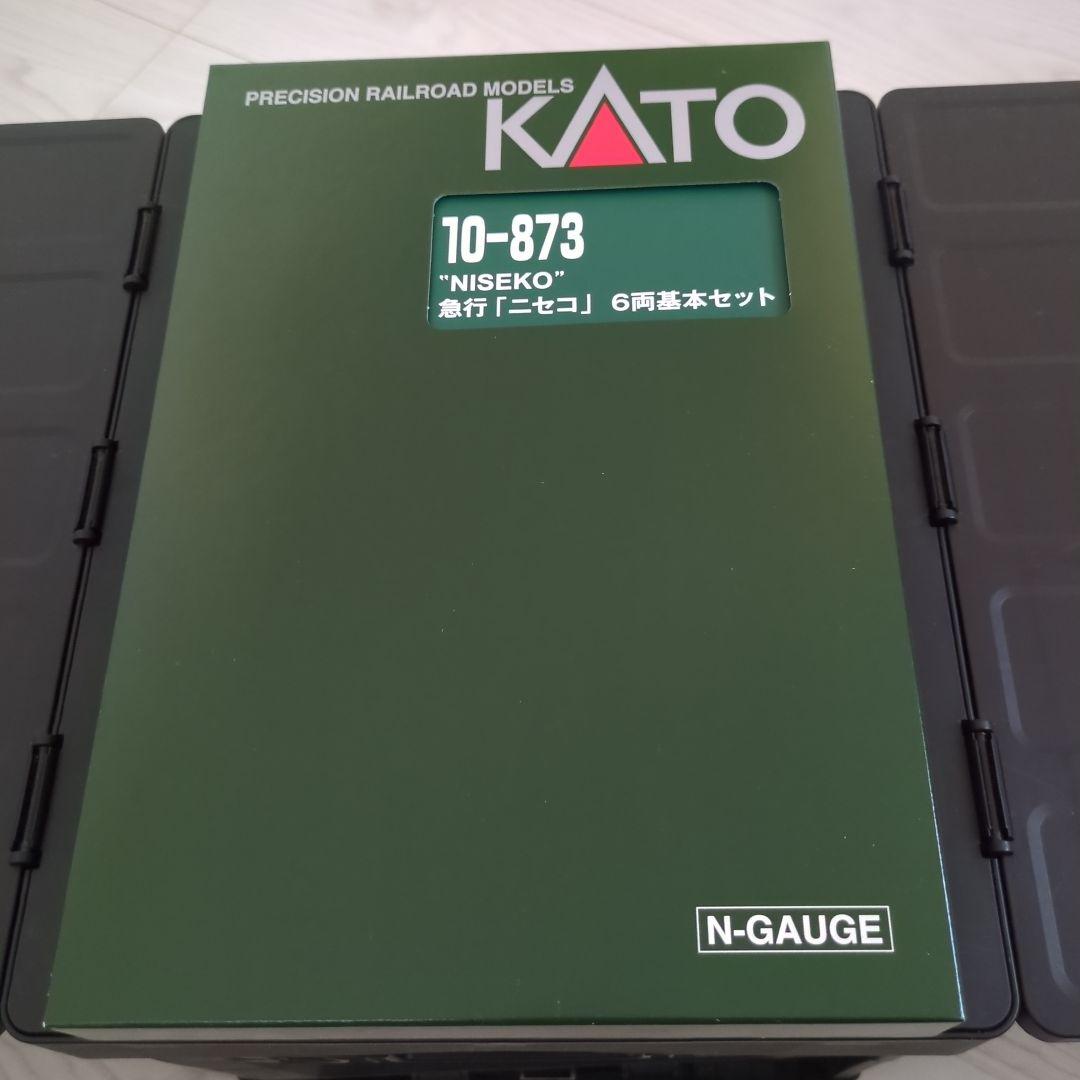 PRECISION RAILROAD MODELS
KATO
10-873
"NISEKO"
急行「ニセコ」 6両基本セット
N-GAUGE